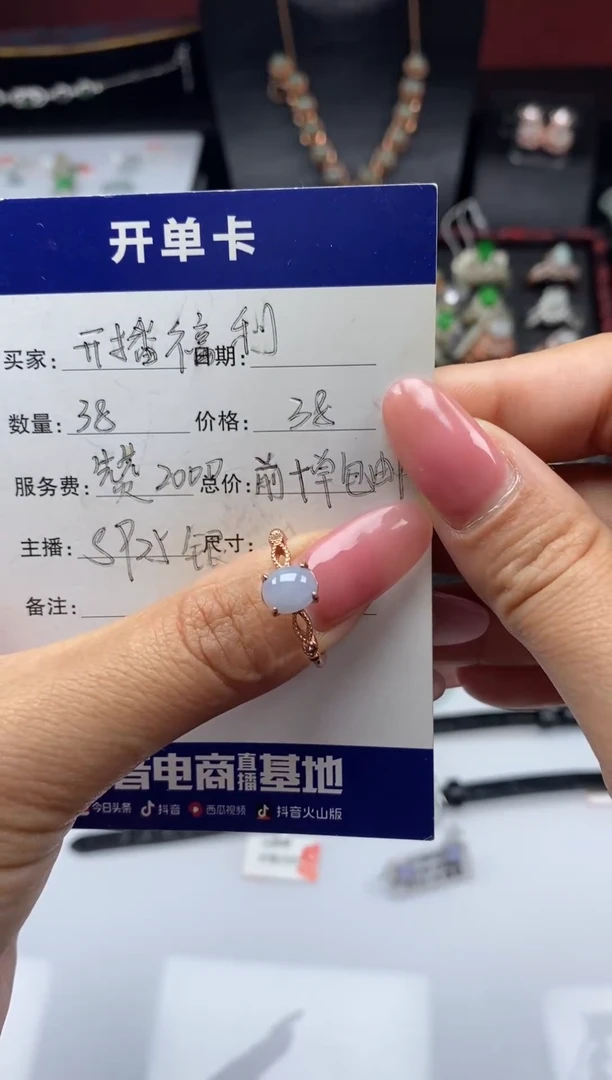 开单卡
买家: 开播福利 日期:
数量: 38 价格: 38
服务费: 赞200 总价: 前十单包邮
主播: S925银 尺寸:
备注:
音电商直播基地
今日头条 抖音 西瓜视频 抖音火山版